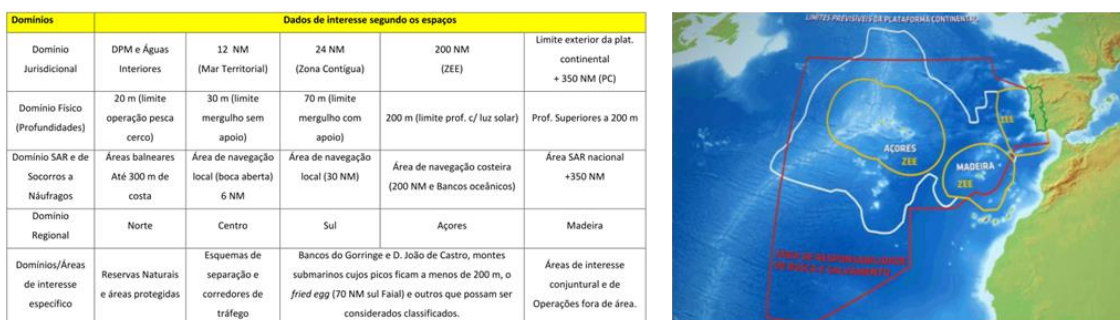 Domínios
Dados de interesse segundo os espaços
Domínio
Jurisdicional
DPM e Águas
Interiores
12 NM
(Mar Territorial)
24 NM
(Zona Contígua)
200 NM
(ZEE)
Limite exterior da plat.
continental
+ 350 NM (PC)
Domínio Físico
(Profundidades)
20 m (limite
operação pesca
cerco)
30 m (limite
mergulho sem
apoio)
70 m (limite
mergulho com
apoio)
200 m (limite prof. c/ luz solar)
Prof. Superiores a 200 m
Domínio SAR e de
Socorros a
Náufragos
Áreas balneares
Até 300 m de
costa
Área de navegação
local (boca aberta)
6 NM
Área de navegação
local (30 NM)
Área de navegação costeira
(200 NM e Bancos oceânicos)
Área SAR nacional
+350 NM
Domínio
Regional
Norte
Centro
Sul
Açores
Madeira
Domínios/Áreas
de interesse
específico
Reservas Naturais
e áreas protegidas
Esquemas de
separação e
corredores de
tráfego
Bancos do Gorringe e D. João de Castro, montes
submarinos cujos picos ficam a menos de 200 m, o
fried egg (70 NM sul Faial) e outros que possam ser
considerados classificados.
Áreas de interesse
conjuntural e de
Operações fora de área.
LIMITES PREVISÍVEIS DA PLATAFORMA CONTINENTAL
ZEE
AÇORES
ZEE
MADEIRA
ZEE
ÁREA DE RESPONSABILIDADE
DE BUSCA E SALVAMENTO